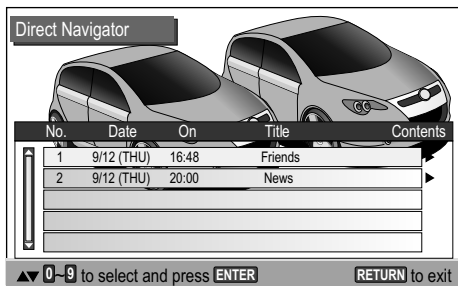 Direct Navigator
No. Date On Title Contents
1 9/12 (THU) 16:48 Friends ►
2 9/12 (THU) 20:00 News ►
▲▼ 0~9 to select and press ENTER RETURN to exit